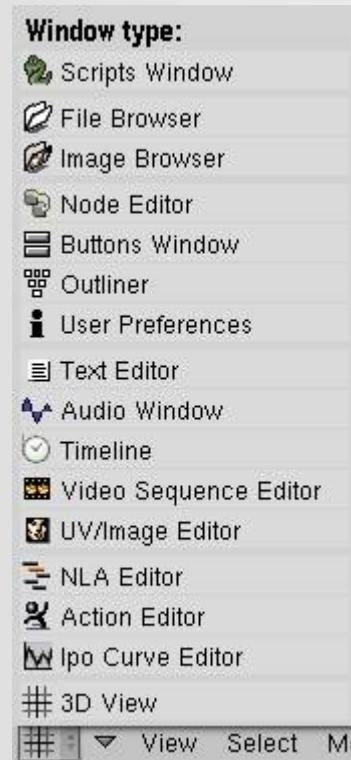 Window type:
Scripts Window
File Browser
Image Browser
Node Editor
Buttons Window
Outliner
User Preferences
Text Editor
Audio Window
Timeline
Video Sequence Editor
UV/Image Editor
NLA Editor
Action Editor
Ipo Curve Editor
3D View
View Select